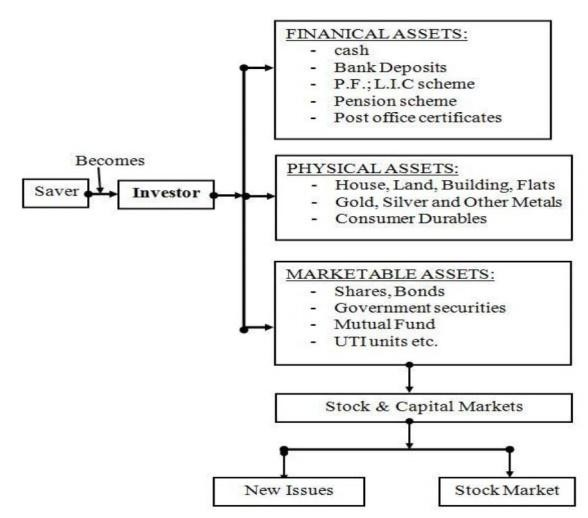 FINANICAL ASSETS:
- cash
- Bank Deposits
- P.F.; L.I.C scheme
- Pension scheme
- Post office certificates
Becomes
Saver
Investor
PHYSICAL ASSETS:
- House, Land, Building, Flats
- Gold, Silver and Other Metals
- Consumer Durables
MARKETABLE ASSETS:
- Shares, Bonds
- Government securities
- Mutual Fund
- UTI units etc.
Stock & Capital Markets
New Issues
Stock Market